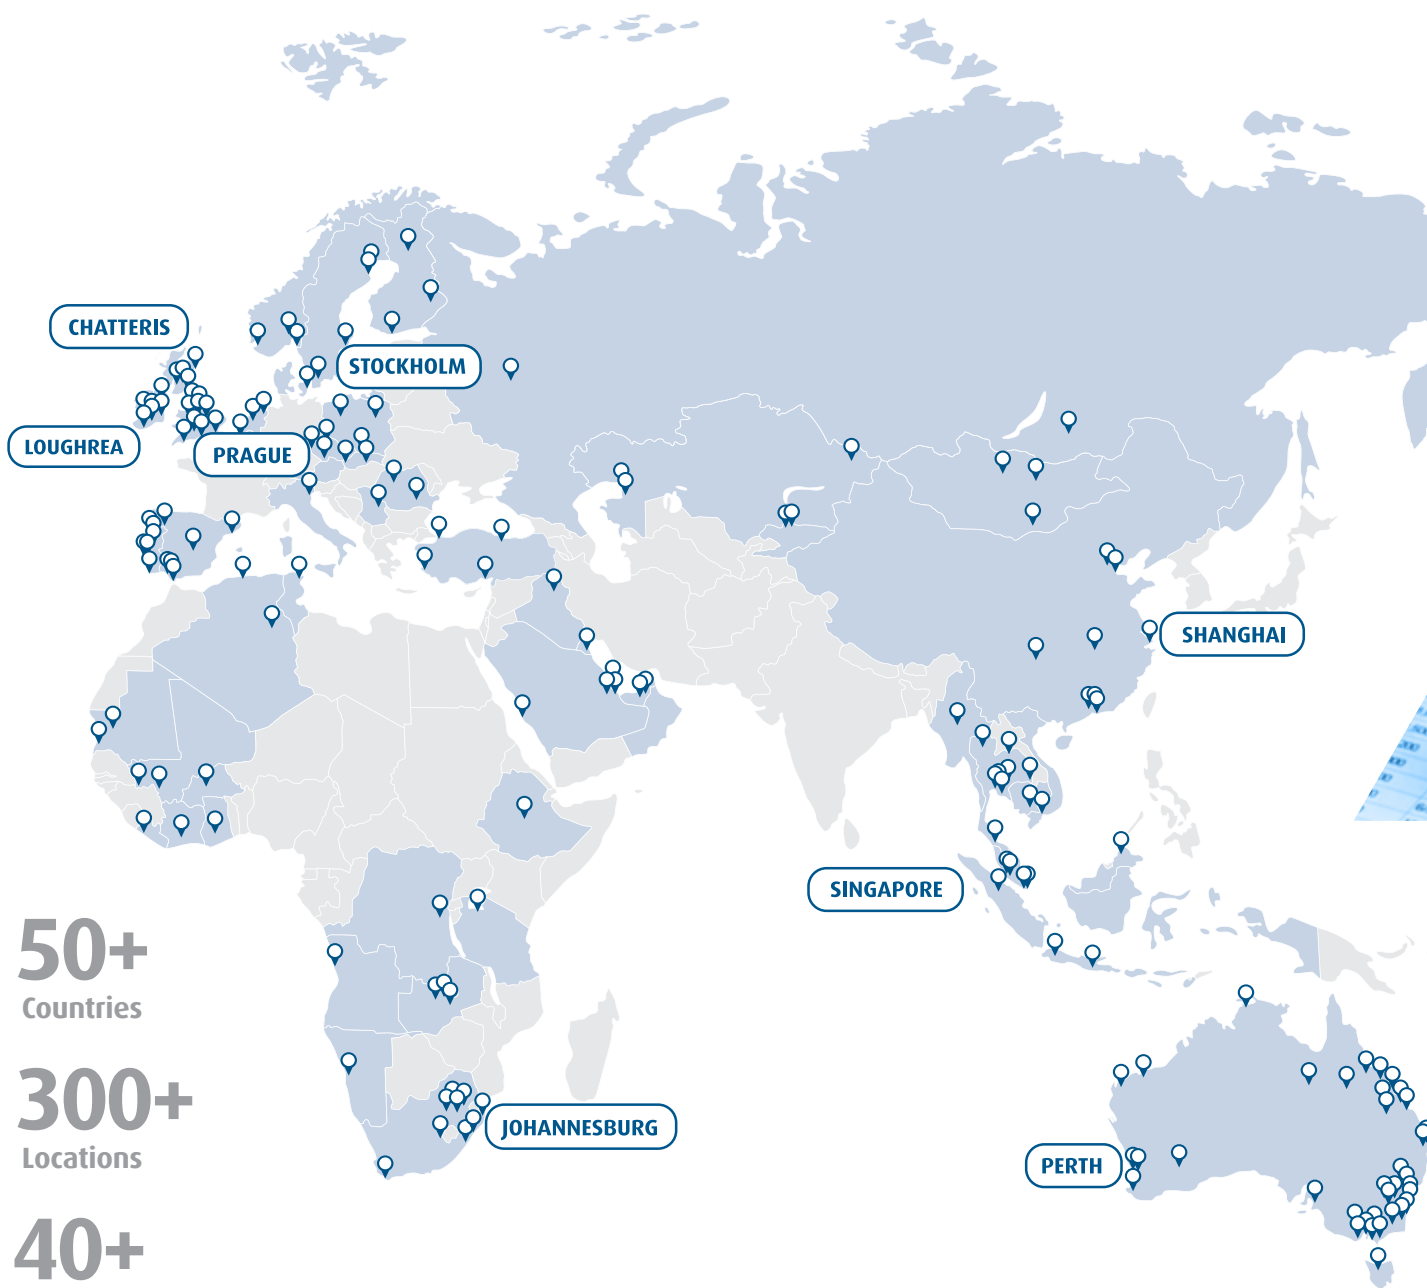 CHATTERIS
STOCKHOLM
LOUGHREA
PRAGUE
SHANGHAI
SINGAPORE
50+
Countries
300+
Locations
JOHANNESBURG
PERTH
40+